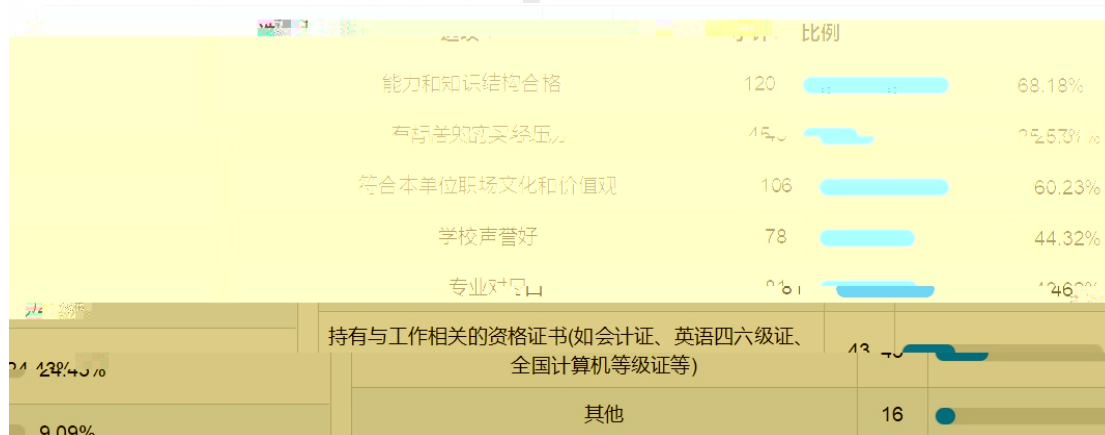 比例
能力和知识结构合格 120 68.18%
符合本单位职场文化和价值观 106 60.23%
学校声誉好 78 44.32%
持有与工作相关的资格证书(如会计证、英语四六级证、
全国计算机等级证等) 43
24.43%
其他 16
9.09%